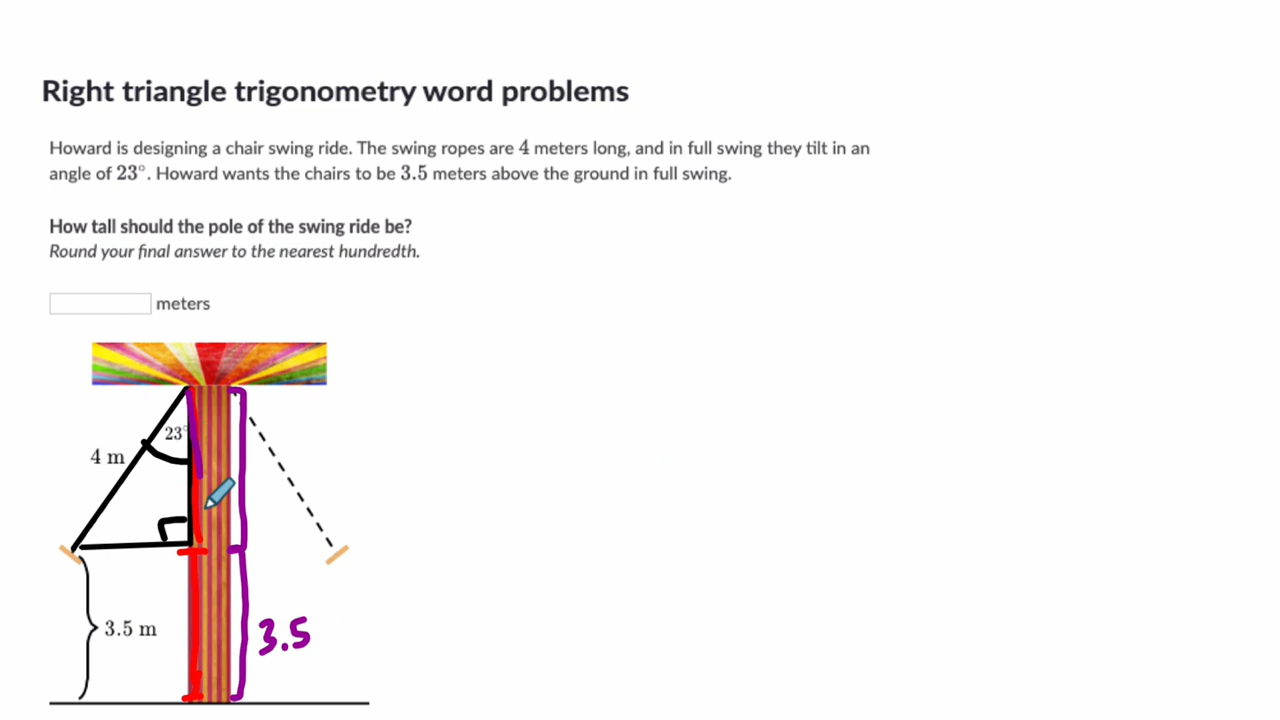 Right triangle trigonometry word problems
Howard is designing a chair swing ride. The swing ropes are 4 meters long, and in full swing they tilt in an
angle of 23°. Howard wants the chairs to be 3.5 meters above the ground in full swing.
How tall should the pole of the swing ride be?
Round your final answer to the nearest hundredth.
meters
23°
4 m
3.5 m
3.5